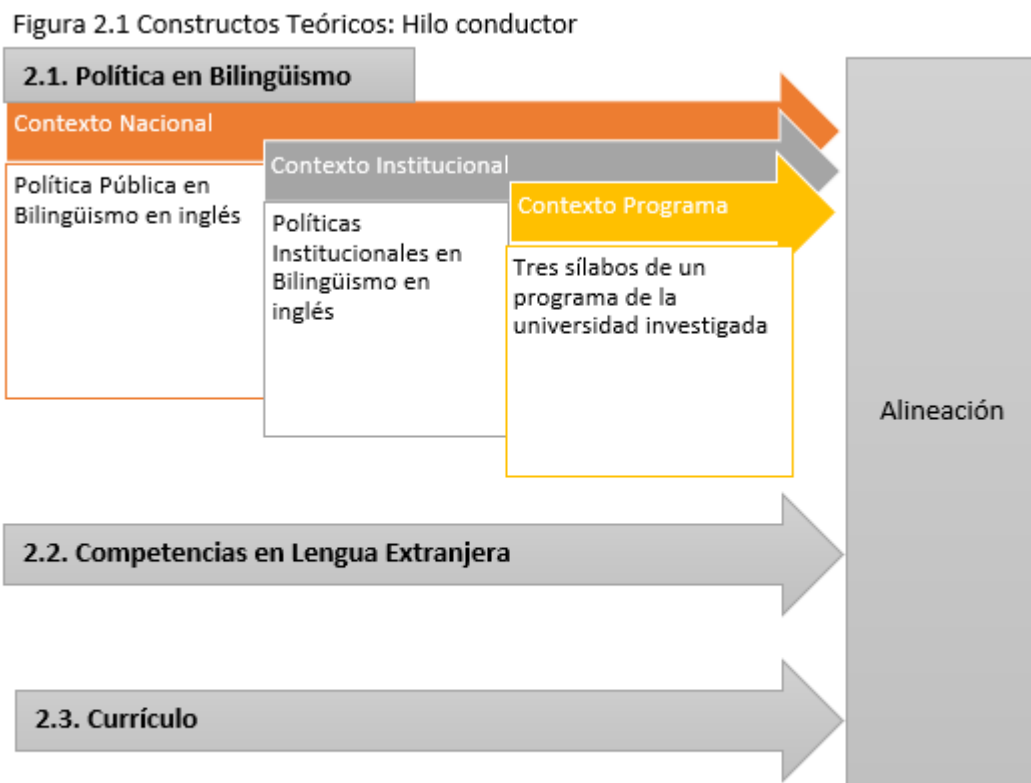 Figura 2.1 Constructos Teóricos: Hilo conductor
2.1. Política en Bilingüismo
Contexto Nacional
Política Pública en
Bilingüismo en inglés
Contexto Institucional
Políticas
Institucionales en
Bilingüismo en
inglés
Contexto Programa
Tres sílabos de un
programa de la
universidad investigada
Alineación
2.2. Competencias en Lengua Extranjera
2.3. Currículo